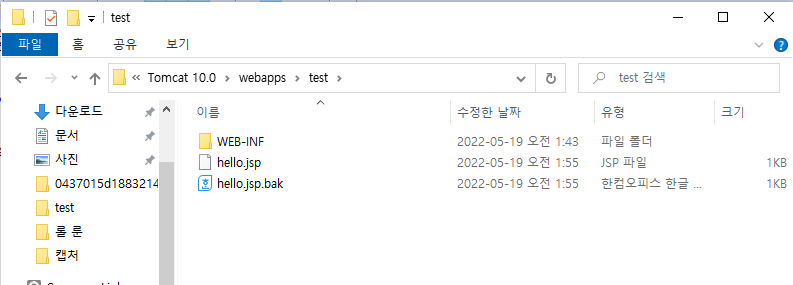 test
파일 홈 공유 보기
Tomcat 10.0 webapps test test 검색
이름 수정한 날짜 유형 크기
다운로드
문서
사진
0437015d1883214
test
롤 룬
캡처
WEB-INF 2022-05-19 오전 1:43 파일 폴더
hello.jsp 2022-05-19 오전 1:55 JSP 파일 1KB
hello.jsp.bak 2022-05-19 오전 1:55 한컴오피스 한글 ... 1KB